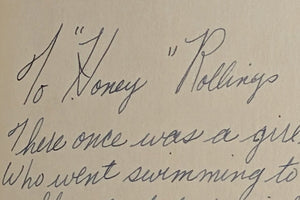 To "Honey" Rollings
There once was a girl
Who went swimming to